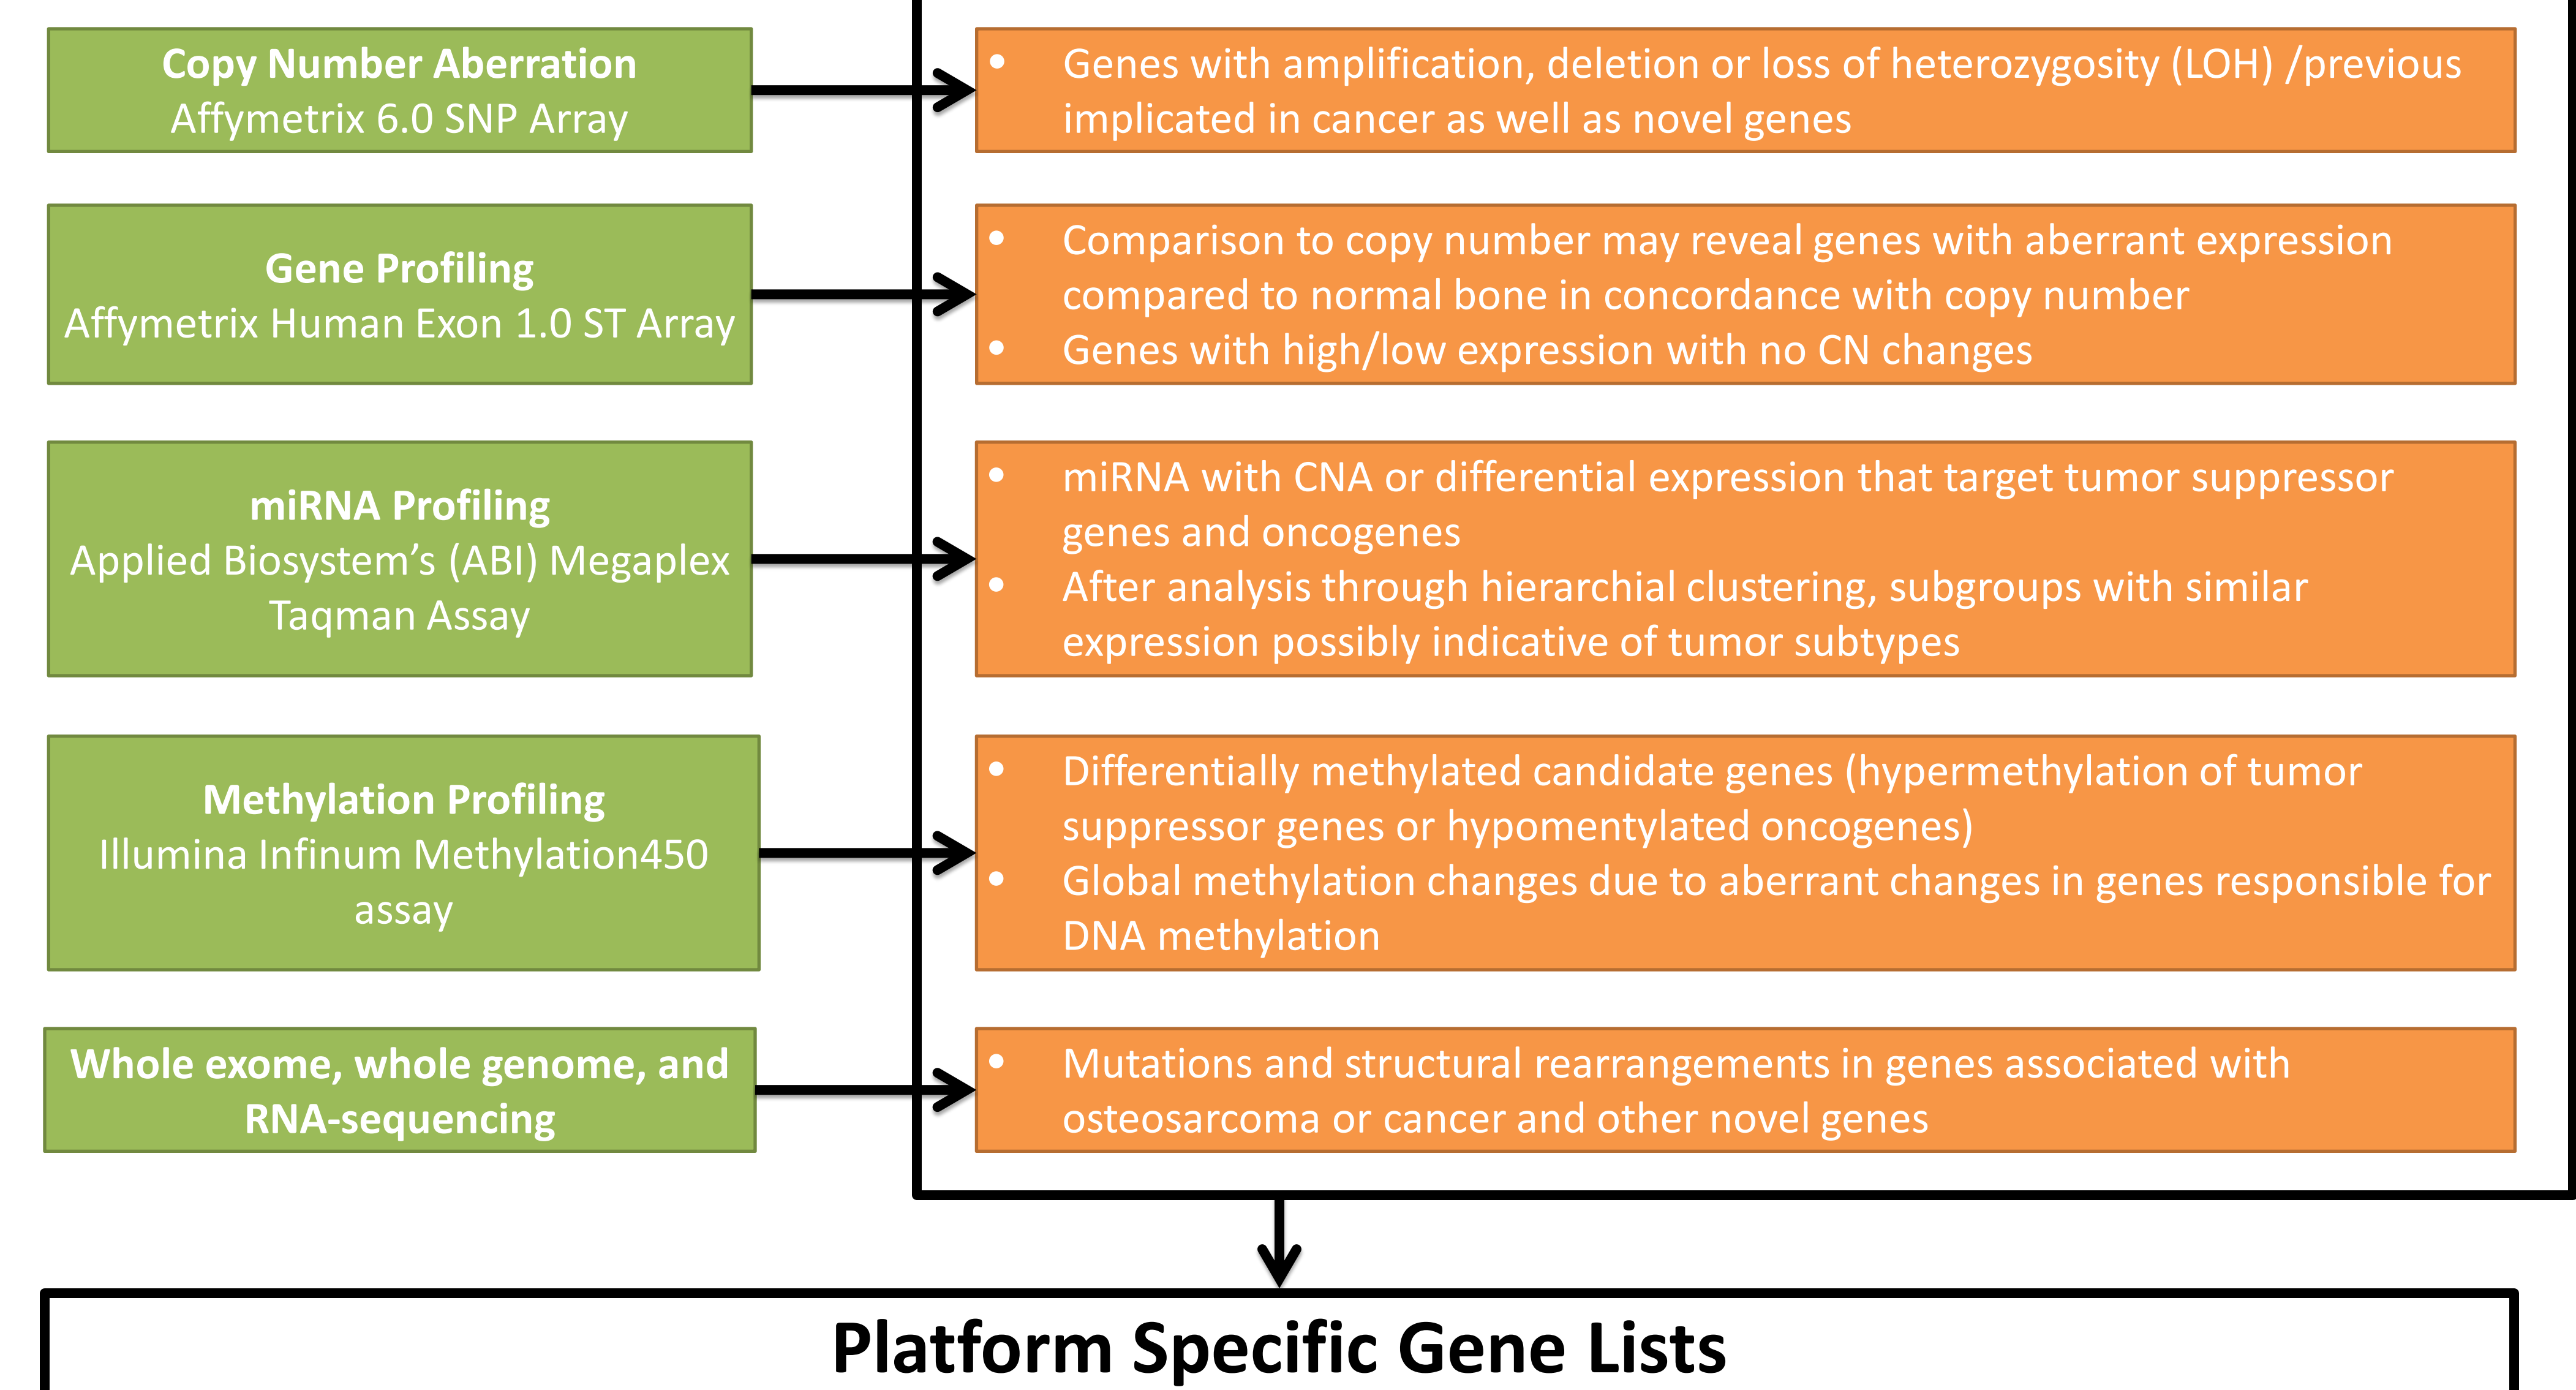 Copy Number Aberration
Affymetrix 6.0 SNP Array
• Genes with amplification, deletion or loss of heterozygosity (LOH) /previous
implicated in cancer as well as novel genes
Gene Profiling
Affymetrix Human Exon 1.0 ST Array
• Comparison to copy number may reveal genes with aberrant expression
compared to normal bone in concordance with copy number
• Genes with high/low expression with no CN changes
miRNA Profiling
Applied Biosystem’s (ABI) Megaplex
Taqman Assay
• miRNA with CNA or differential expression that target tumor suppressor
genes and oncogenes
• After analysis through hierarchial clustering, subgroups with similar
expression possibly indicative of tumor subtypes
Methylation Profiling
Illumina Infinum Methylation450
assay
• Differentially methylated candidate genes (hypermethylation of tumor
suppressor genes or hypomentylated oncogenes)
• Global methylation changes due to aberrant changes in genes responsible for
DNA methylation
Whole exome, whole genome, and
RNA-sequencing
• Mutations and structural rearrangements in genes associated with
osteosarcoma or cancer and other novel genes
Platform Specific Gene Lists